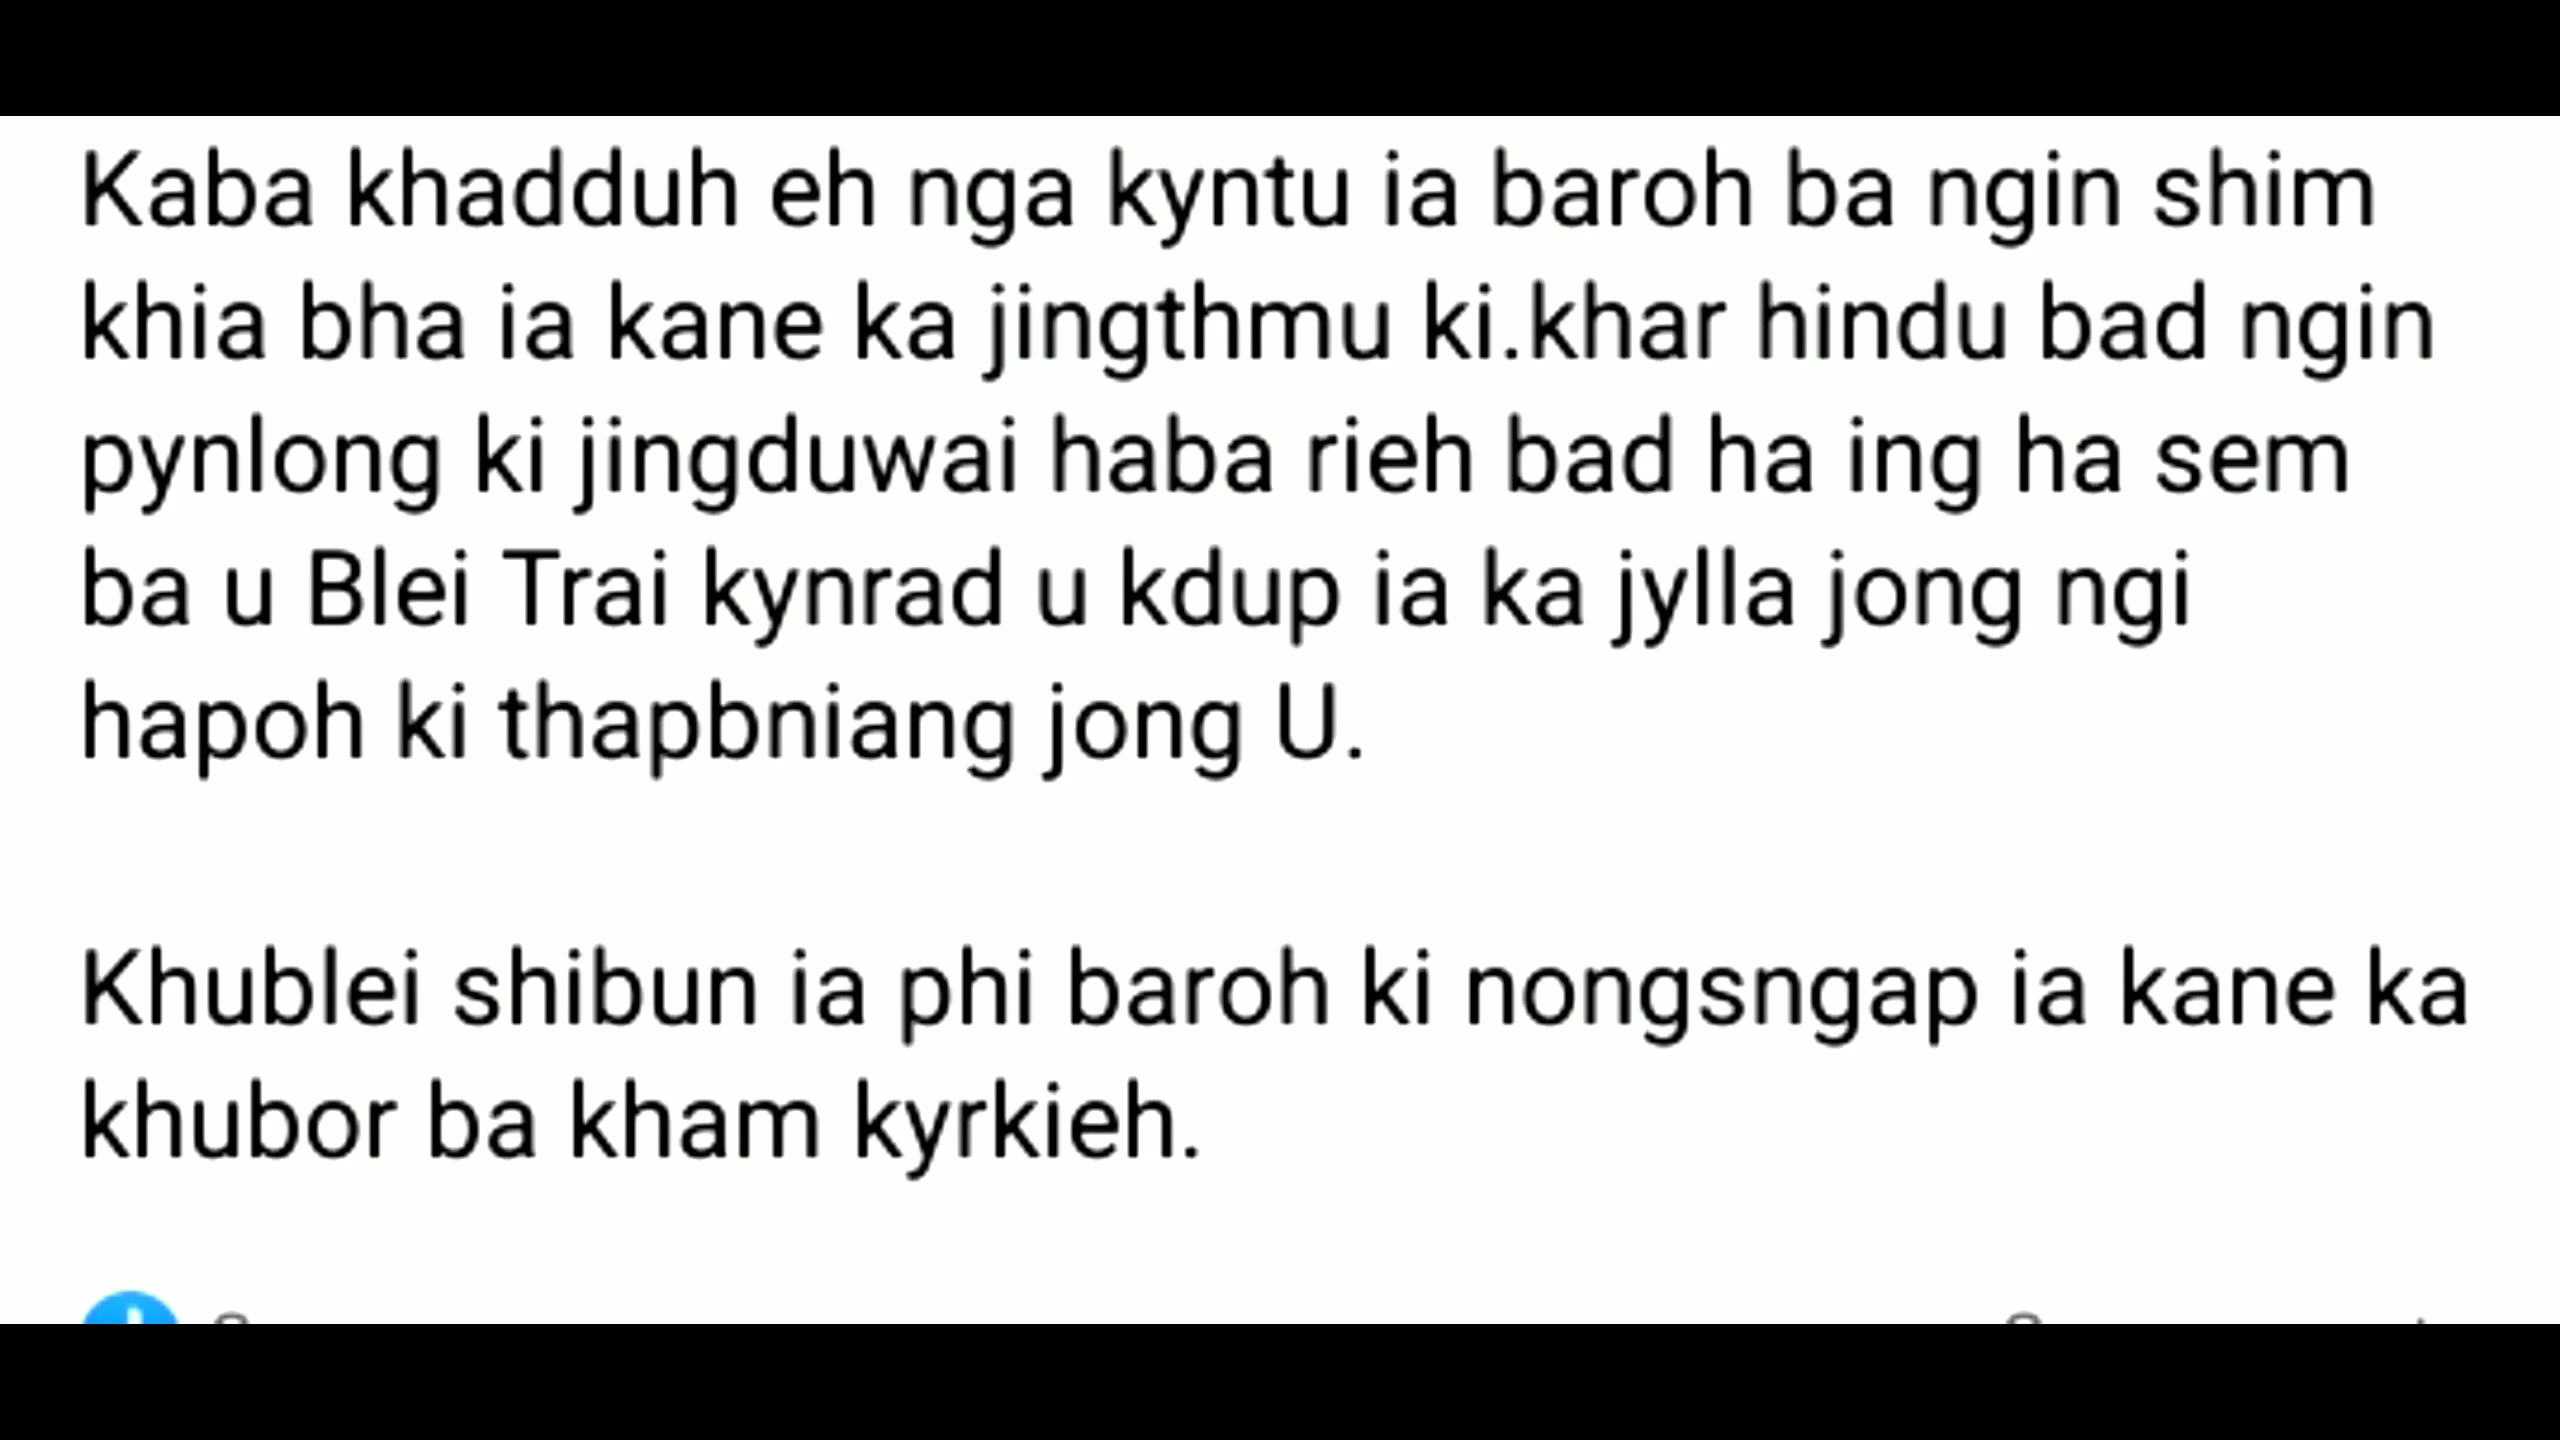 Kaba khadduh eh nga kyntu ia baroh ba ngin shim
khia bha ia kane ka jingthmu ki.khar hindu bad ngin
pynlong ki jingduwai haba rieh bad ha ing ha sem
ba u Blei Trai kynrad u kdup ia ka jylla jong ngi
hapoh ki thapbniang jong U.
Khublei shibun ia phi baroh ki nongsngap ia kane ka
khubor ba kham kyrkieh.